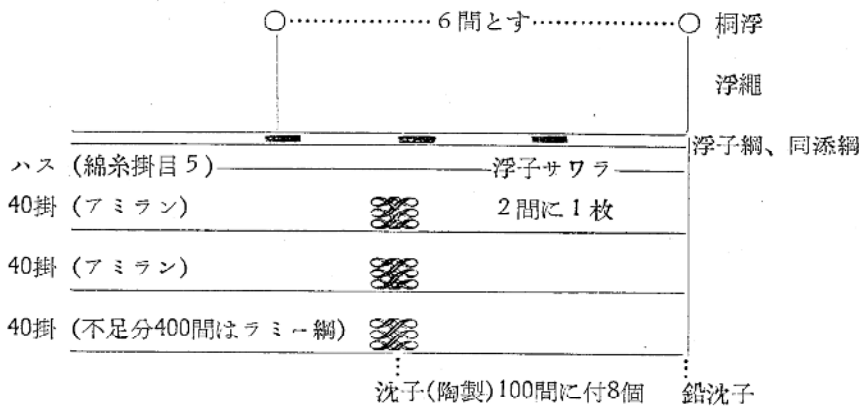 6間とす 桐浮
浮繩
浮子綱、同添綱
ハス (綿糸掛目5) 浮子サワラ
40掛 (アミラン) 2間に1枚
40掛 (アミラン)
40掛 (不足分400間はラミー網)
沈子(陶製)100間に付8個 鉛沈子